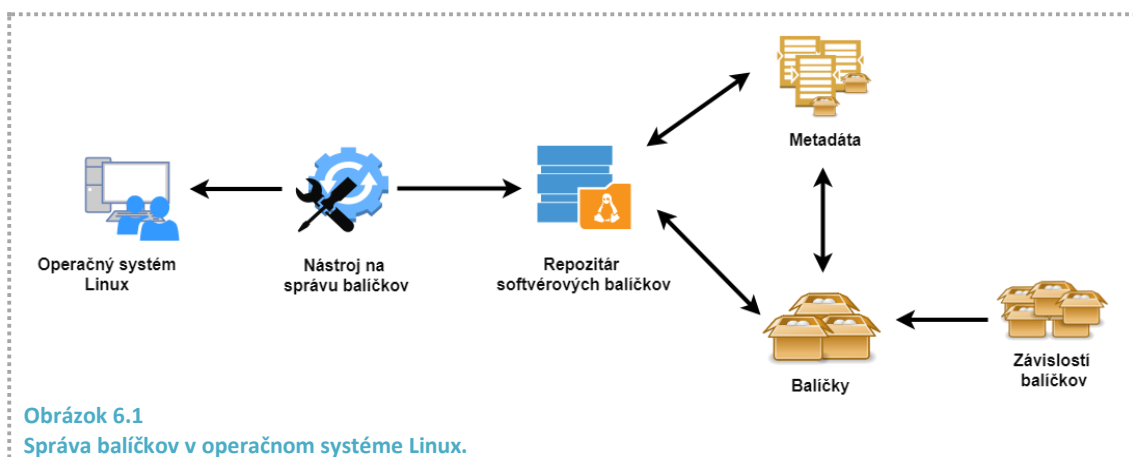 Metadáta
Operačný systém
Linux
Nástroj na
správu balíčkov
Repozitár
softvérových balíčkov
Balíčky
Závislostí
balíčkov
Obrázok 6.1
Správa balíčkov v operačnom systéme Linux.